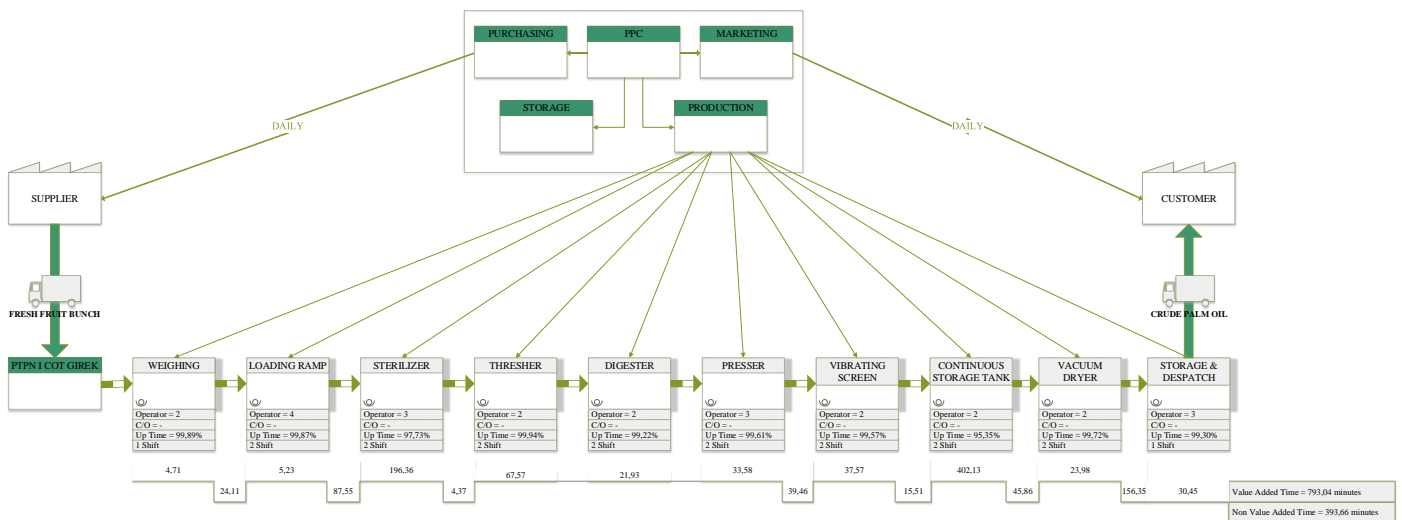 PURCHASING
PPC
MARKETING
STORAGE
PRODUCTION
DAILY
DAILY
SUPPLIER
CUSTOMER
FRESH FRUIT BUNCH
CRUDE PALM OIL
PTPN I COT GIREK
WEIGHING
Operator = 2
C/O = -
Up Time = 99,89%
1 Shift
LOADING RAMP
Operator = 4
C/O = -
Up Time = 99,87%
2 Shift
STERILIZER
Operator = 3
C/O = -
Up Time = 97,73%
2 Shift
THRESHER
Operator = 2
C/O = -
Up Time = 99,94%
2 Shift
DIGESTER
Operator = 2
C/O = -
Up Time = 99,22%
2 Shift
PRESSER
Operator = 3
C/O = -
Up Time = 99,61%
2 Shift
VIBRATING
SCREEN
Operator = 2
C/O = -
Up Time = 99,57%
2 Shift
CONTINUOUS
STORAGE TANK
Operator = 2
C/O = -
Up Time = 95,35%
2 Shift
VACUUM
DRYER
Operator = 2
C/O = -
Up Time = 99,72%
2 Shift
STORAGE &
DESPATCH
Operator = 3
C/O = -
Up Time = 99,30%
1 Shift
4,71
24,11
5,23
87,55
196,36
4,37
67,57
21,93
33,58
39,46
37,57
15,51
402,13
45,86
23,98
156,35
30,45
Value Added Time = 793,04 minutes
Non Value Added Time = 393,66 minutes